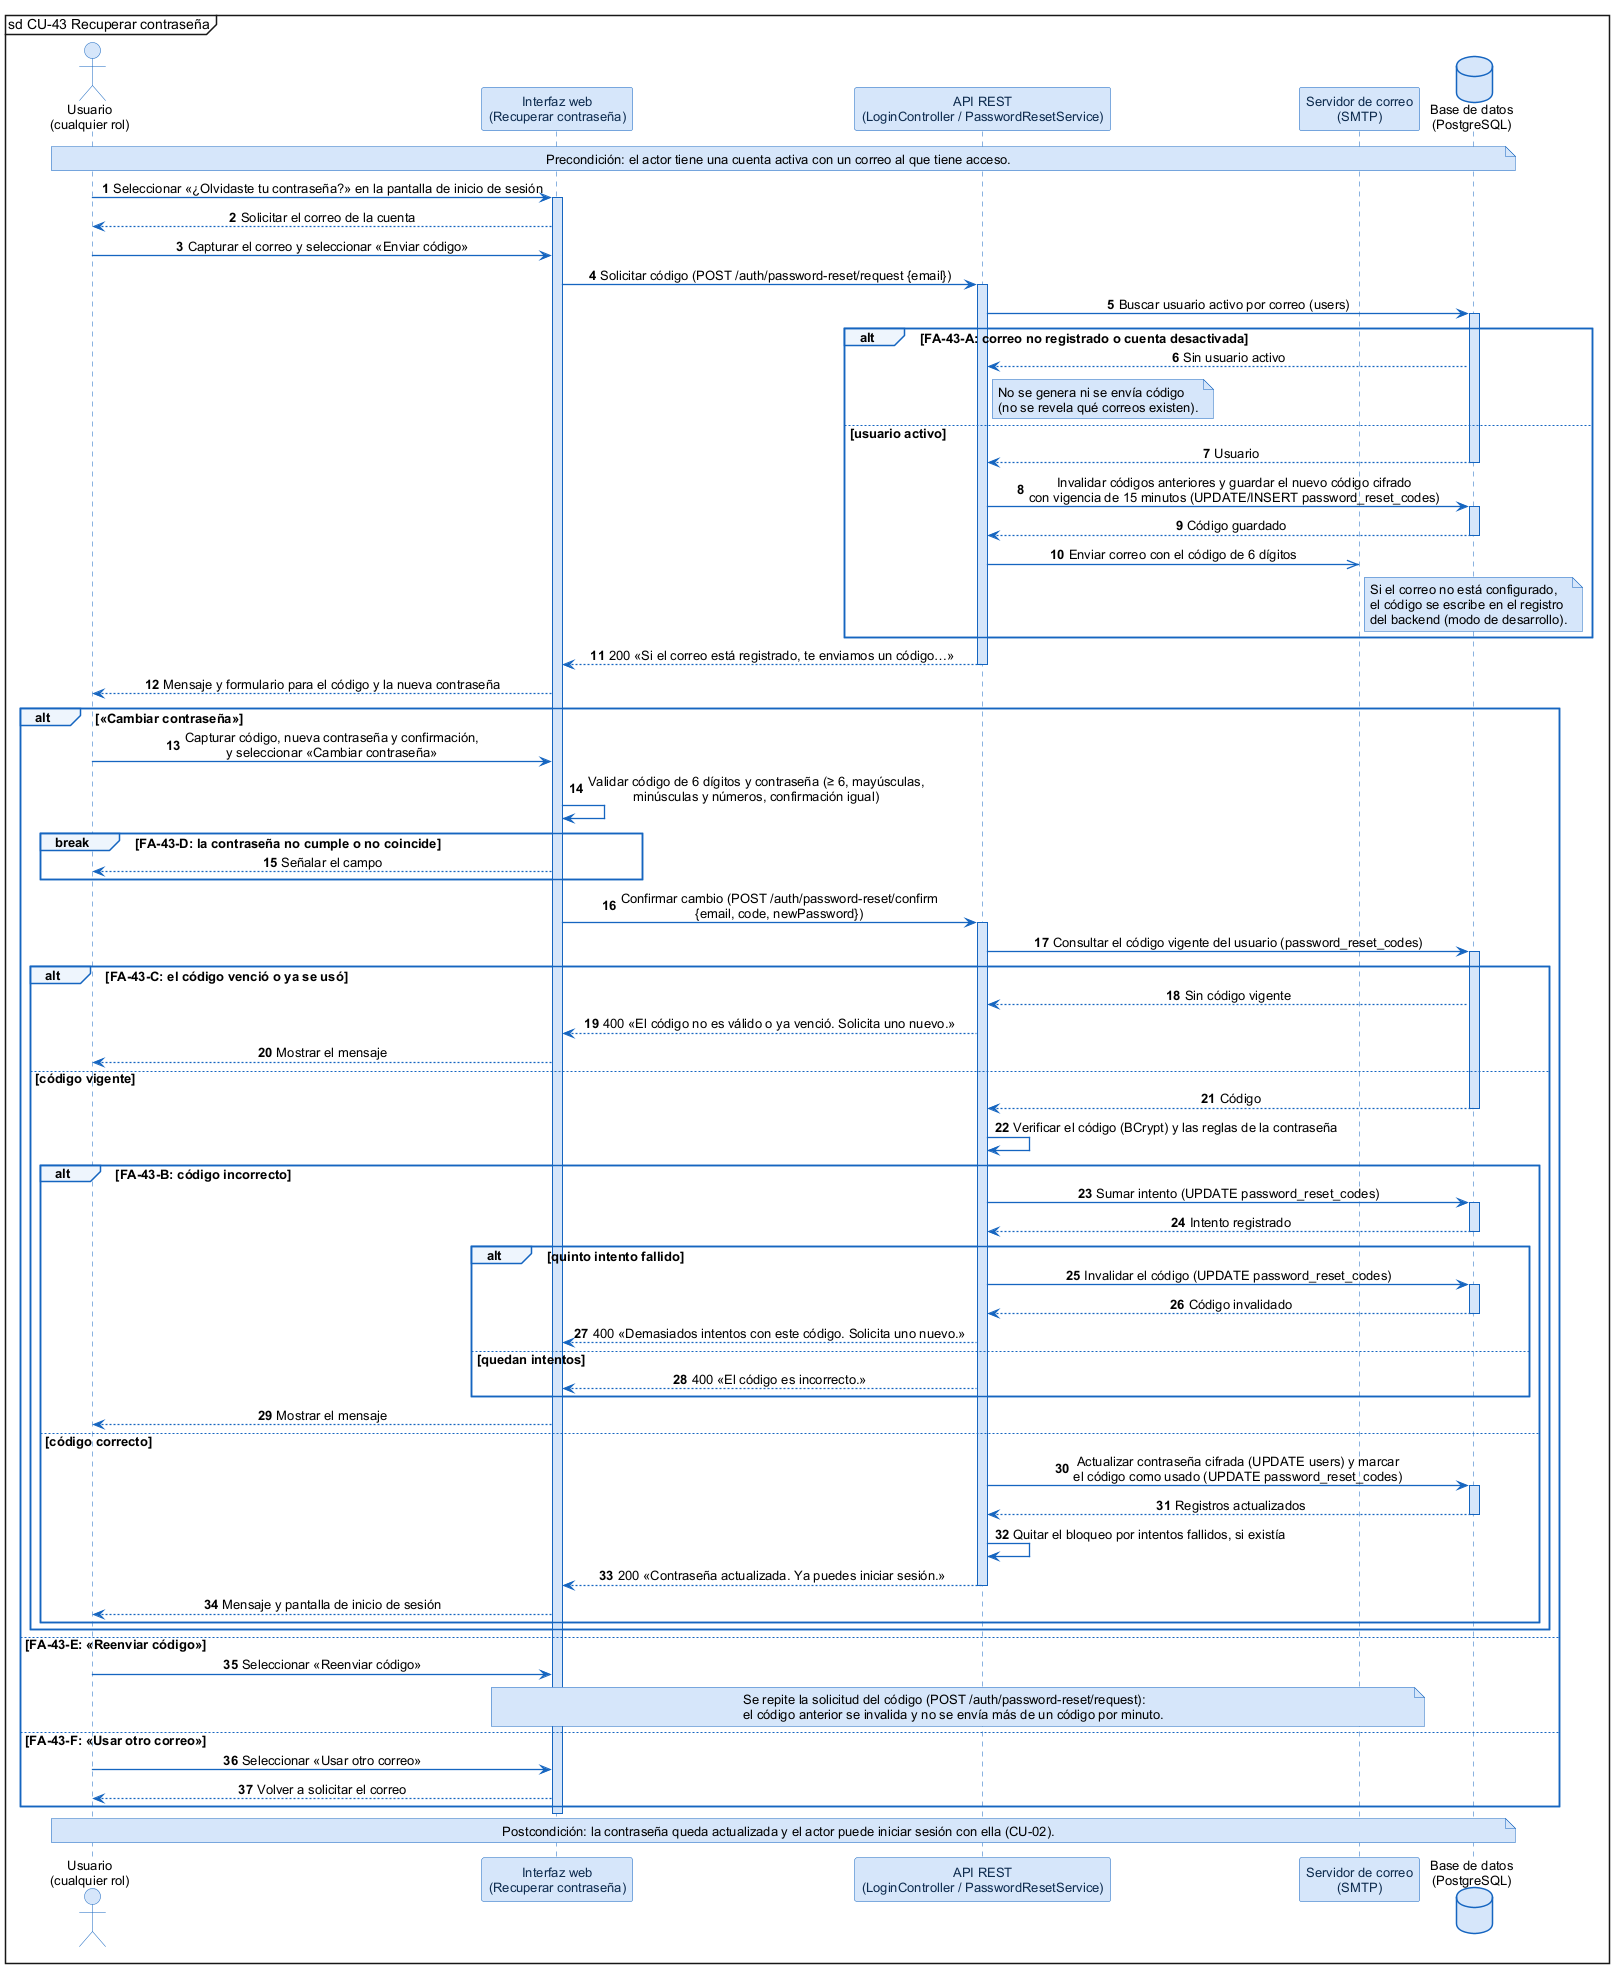 sd CU-43 Recuperar contraseña
Usuario
(cualquier rol)
Interfaz web
(Recuperar contraseña)
API REST
(LoginController / PasswordResetService)
Servidor de correo
(SMTP)
Base de datos
(PostgreSQL)
Precondición: el actor tiene una cuenta activa con un correo al que tiene acceso.
1 Seleccionar «¿Olvidaste tu contraseña?» en la pantalla de inicio de sesión
2 Solicitar el correo de la cuenta
3 Capturar el correo y seleccionar «Enviar código»
4 Solicitar código (POST /auth/password-reset/request {email})
5 Buscar usuario activo por correo (users)
alt [FA-43-A: correo no registrado o cuenta desactivada]
6 Sin usuario activo
No se genera ni se envía código
(no se revela qué correos existen).
[usuario activo]
7 Usuario
8 Invalidar códigos anteriores y guardar el nuevo código cifrado
con vigencia de 15 minutos (UPDATE/INSERT password_reset_codes)
9 Código guardado
10 Enviar correo con el código de 6 dígitos
Si el correo no está configurado,
el código se escribe en el registro
del backend (modo de desarrollo).
11 200 «Si el correo está registrado, te enviamos un código…»
12 Mensaje y formulario para el código y la nueva contraseña
alt [«Cambiar contraseña»]
13 Capturar código, nueva contraseña y confirmación,
y seleccionar «Cambiar contraseña»
14 Validar código de 6 dígitos y contraseña (≥ 6, mayúsculas,
minúsculas y números, confirmación igual)
break [FA-43-D: la contraseña no cumple o no coincide]
15 Señalar el campo
16 Confirmar cambio (POST /auth/password-reset/confirm
{email, code, newPassword})
17 Consultar el código vigente del usuario (password_reset_codes)
alt [FA-43-C: el código venció o ya se usó]
18 Sin código vigente
19 400 «El código no es válido o ya venció. Solicita uno nuevo.»
20 Mostrar el mensaje
[código vigente]
21 Código
22 Verificar el código (BCrypt) y las reglas de la contraseña
alt [FA-43-B: código incorrecto]
23 Sumar intento (UPDATE password_reset_codes)
24 Intento registrado
alt [quinto intento fallido]
25 Invalidar el código (UPDATE password_reset_codes)
26 Código invalidado
27 400 «Demasiados intentos con este código. Solicita uno nuevo.»
[quedan intentos]
28 400 «El código es incorrecto.»
29 Mostrar el mensaje
[código correcto]
30 Actualizar contraseña cifrada (UPDATE users) y marcar
el código como usado (UPDATE password_reset_codes)
31 Registros actualizados
32 Quitar el bloqueo por intentos fallidos, si existía
33 200 «Contraseña actualizada. Ya puedes iniciar sesión.»
34 Mensaje y pantalla de inicio de sesión
[FA-43-E: «Reenviar código»]
35 Seleccionar «Reenviar código»
Se repite la solicitud del código (POST /auth/password-reset/request):
el código anterior se invalida y no se envía más de un código por minuto.
[FA-43-F: «Usar otro correo»]
36 Seleccionar «Usar otro correo»
37 Volver a solicitar el correo
Postcondición: la contraseña queda actualizada y el actor puede iniciar sesión con ella (CU-02).
Usuario
(cualquier rol)
Interfaz web
(Recuperar contraseña)
API REST
(LoginController / PasswordResetService)
Servidor de correo
(SMTP)
Base de datos
(PostgreSQL)